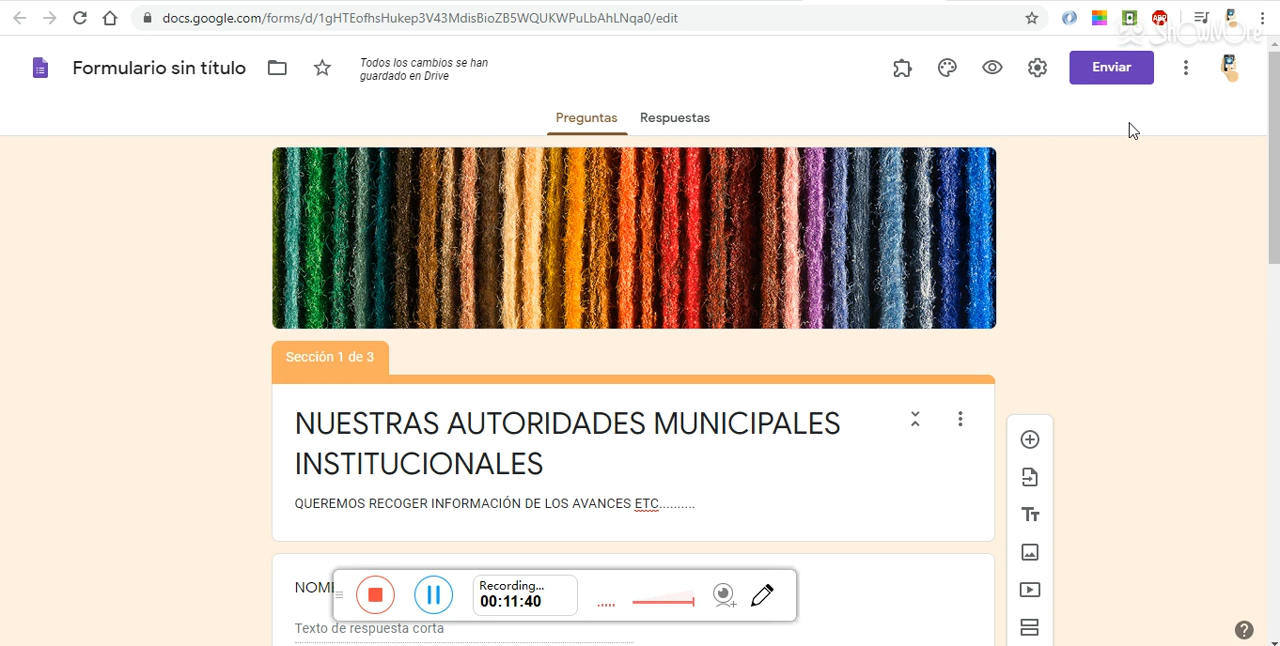 docs.google.com/forms/d/1gHTEofhsHukep3V43MdisBioZB5WQUKWPuLbAhLNqa0/edit
ABP
ShowMore
Formulario sin título
Todos los cambios se han
guardado en Drive
Enviar
Preguntas
Respuestas
Sección 1 de 3
NUESTRAS AUTORIDADES MUNICIPALES
INSTITUCIONALES
QUEREMOS RECOGER INFORMACIÓN DE LOS AVANCES ETC..........
Recording...
00:11:40
Texto de respuesta corta